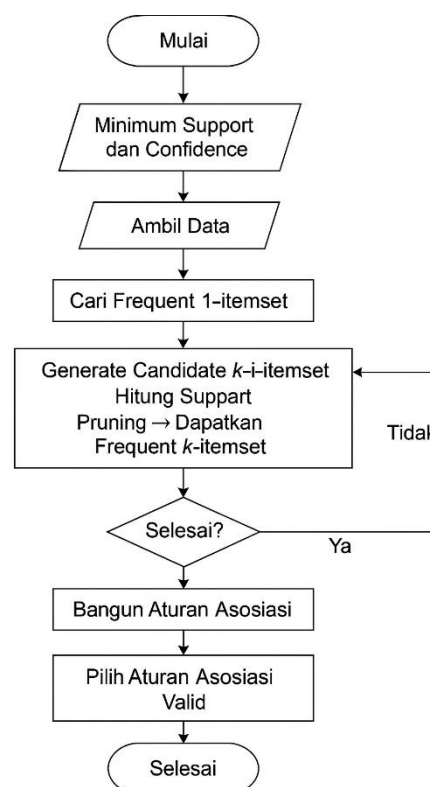 Mulai
Minimum Support
dan Confidence
Ambil Data
Cari Frequent 1-itemset
Generate Candidate k-i-itemset
Hitung Suppart
Pruning → Dapatkan
Frequent k-itemset
Tidak
Selesai?
Ya
Bangun Aturan Asosiasi
Pilih Aturan Asosiasi
Valid
Selesai